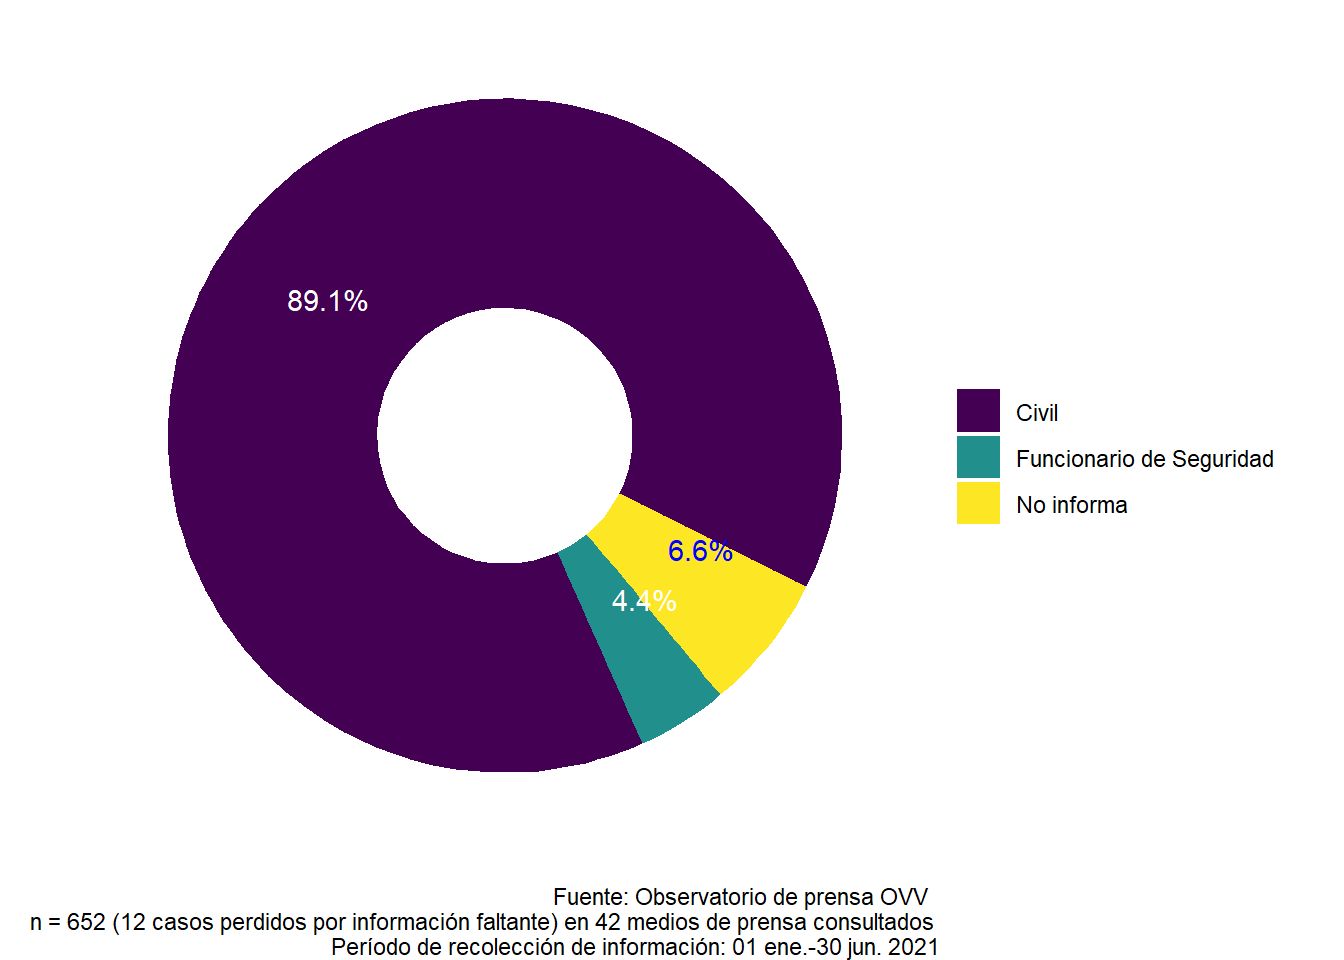 89.1%
6.6%
4.4%
Civil
Funcionario de Seguridad
No informa
Fuente: Observatorio de prensa OVV
n = 652 (12 casos perdidos por información faltante) en 42 medios de prensa consultados
Período de recolección de información: 01 ene.-30 jun. 2021